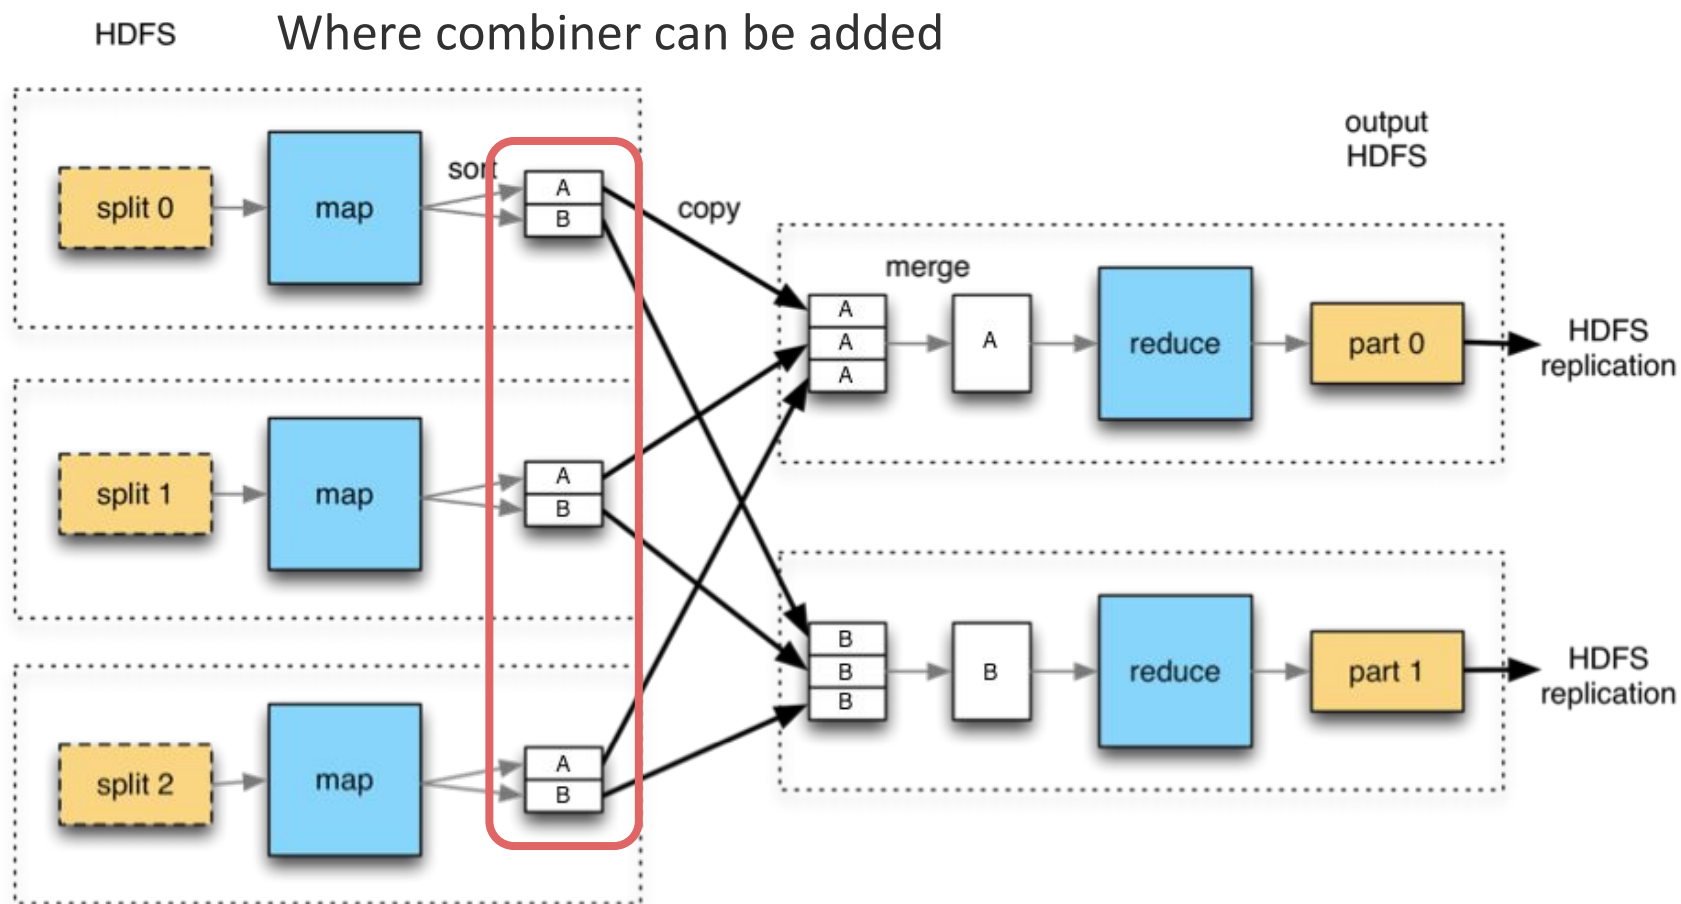 HDFS
Where combiner can be added
output
HDFS
split 0
map
sort
A
B
copy
split 1
map
A
B
split 2
map
A
B
merge
A
A
A
A
reduce
part 0
HDFS
replication
B
B
B
B
reduce
part 1
HDFS
replication